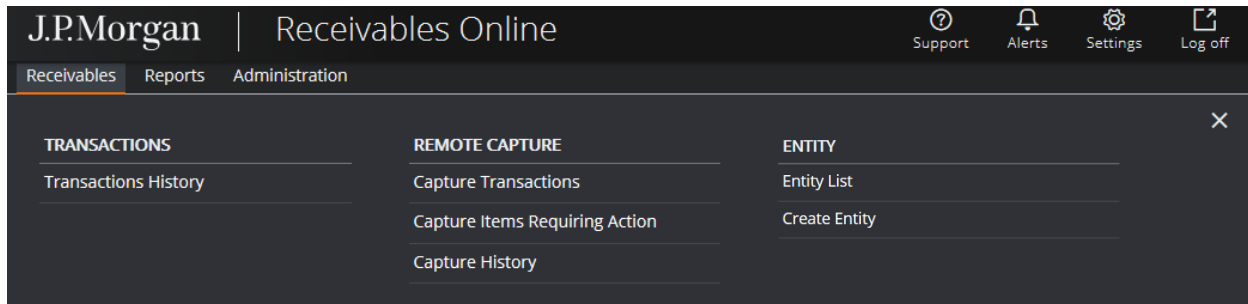 J.P.Morgan | Receivables Online
Support Alerts Settings Log off
Receivables Reports Administration
TRANSACTIONS
Transactions History
REMOTE CAPTURE
Capture Transactions
Capture Items Requiring Action
Capture History
ENTITY
Entity List
Create Entity